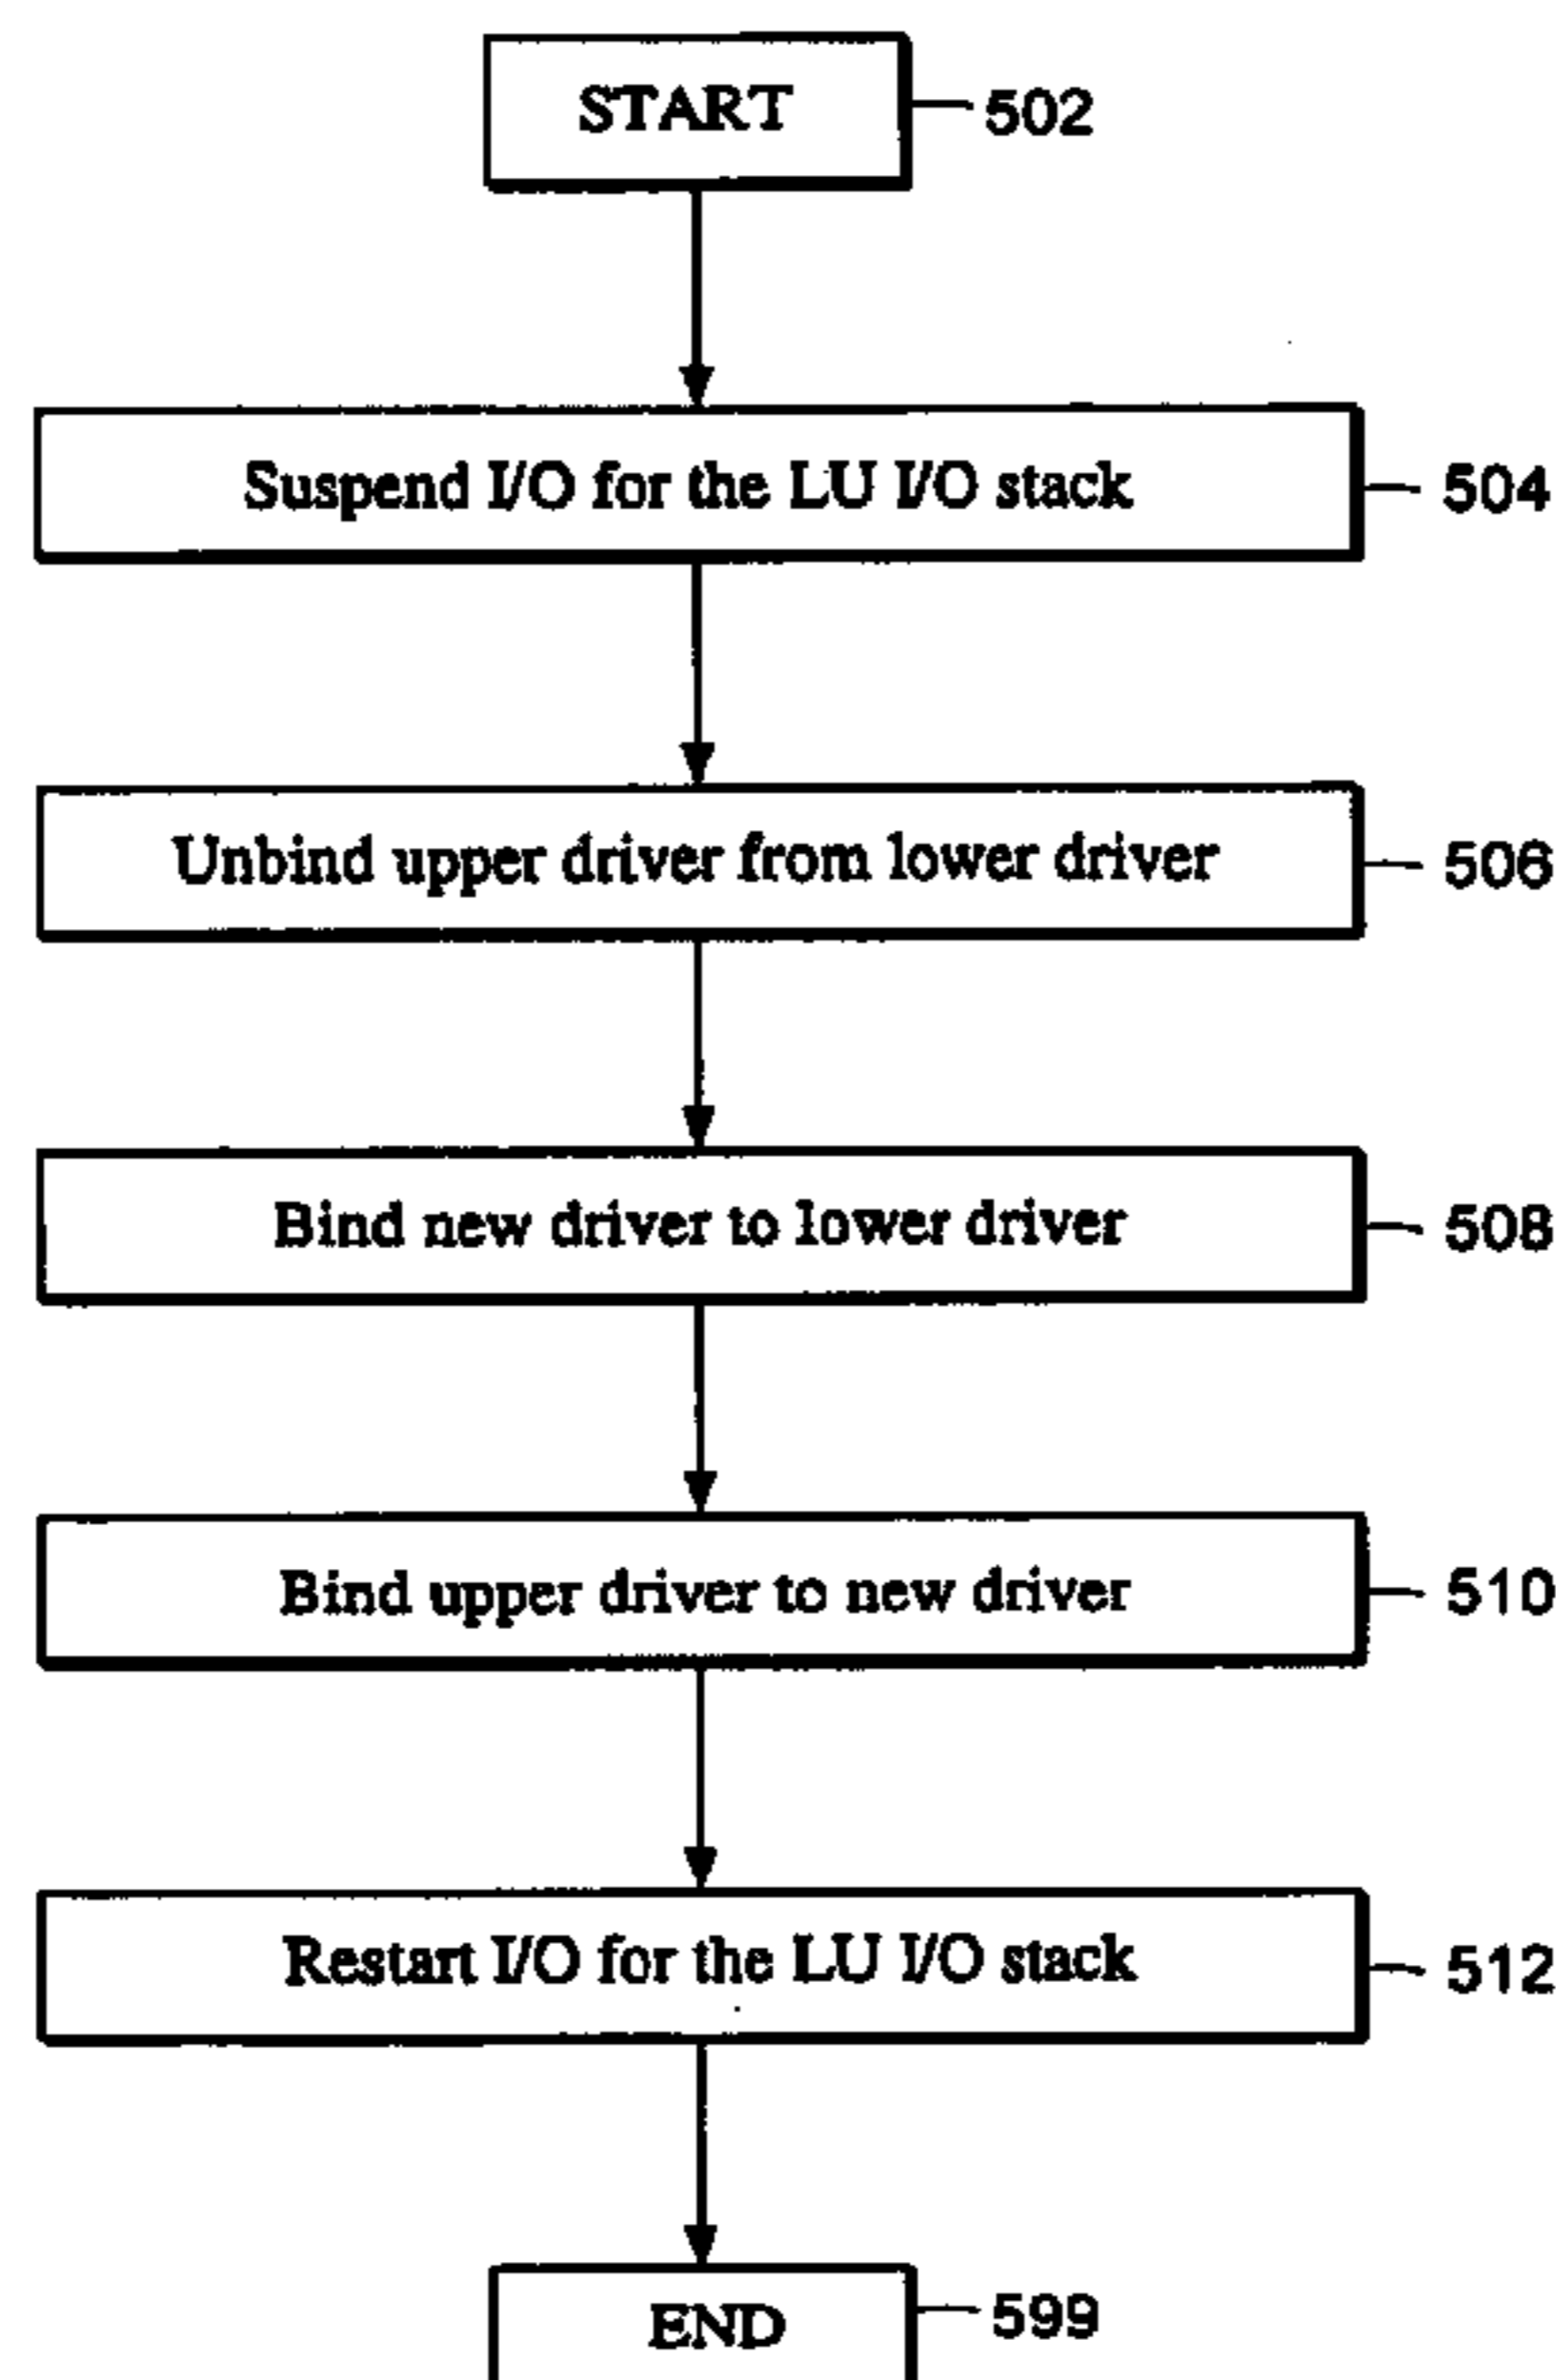 START
502
Suspend I/O for the LU I/O stack
504
Unbind upper driver from lower driver
506
Bind new driver to lower driver
508
Bind upper driver to new driver
510
Restart I/O for the LU I/O stack
512
END
599